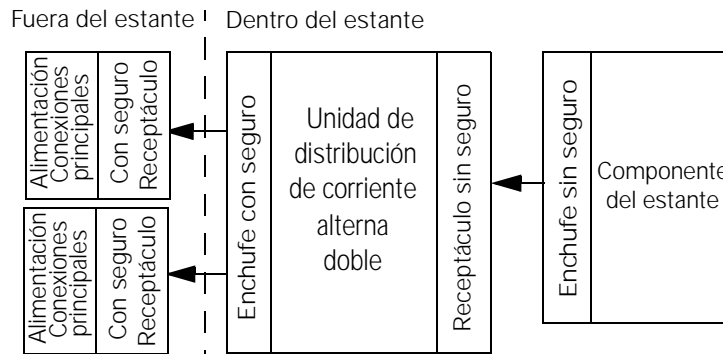 Fuera del estante
Dentro del estante
Alimentación
Conexiones
principales
Con seguro
Receptáculo
Alimentación
Conexiones
principales
Con seguro
Receptáculo
Enchufe con seguro
Unidad de
distribución
de corriente
alterna
doble
Receptáculo sin seguro
Enchufe sin seguro
Componente
del estante